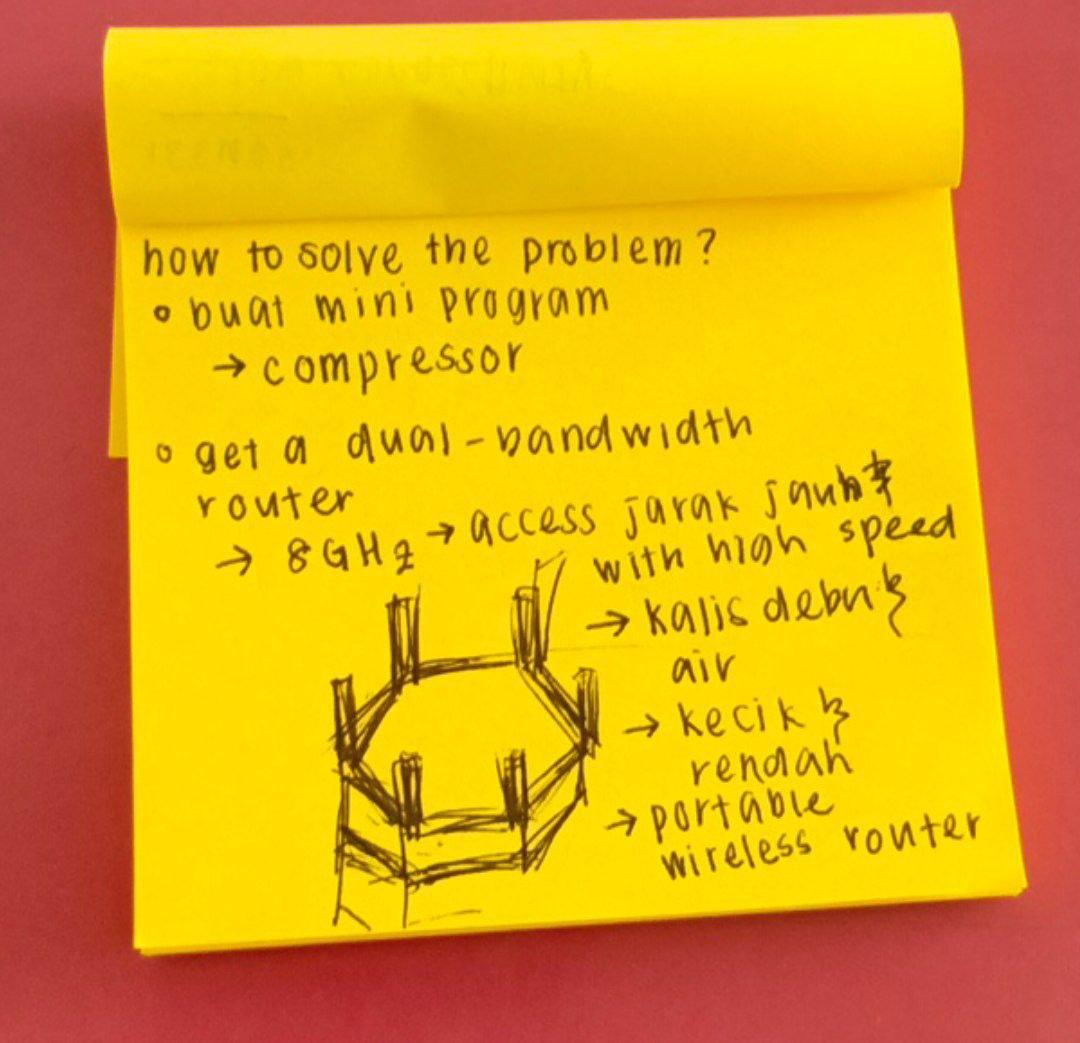 how to solve the problem?
• buat mini program
→ compressor
• get a dual-bandwidth
router
→ 8GHz → access jarak jauh &
with high speed
→ kalis debu &
air
→ kecik &
rendah
→ portable
wireless router